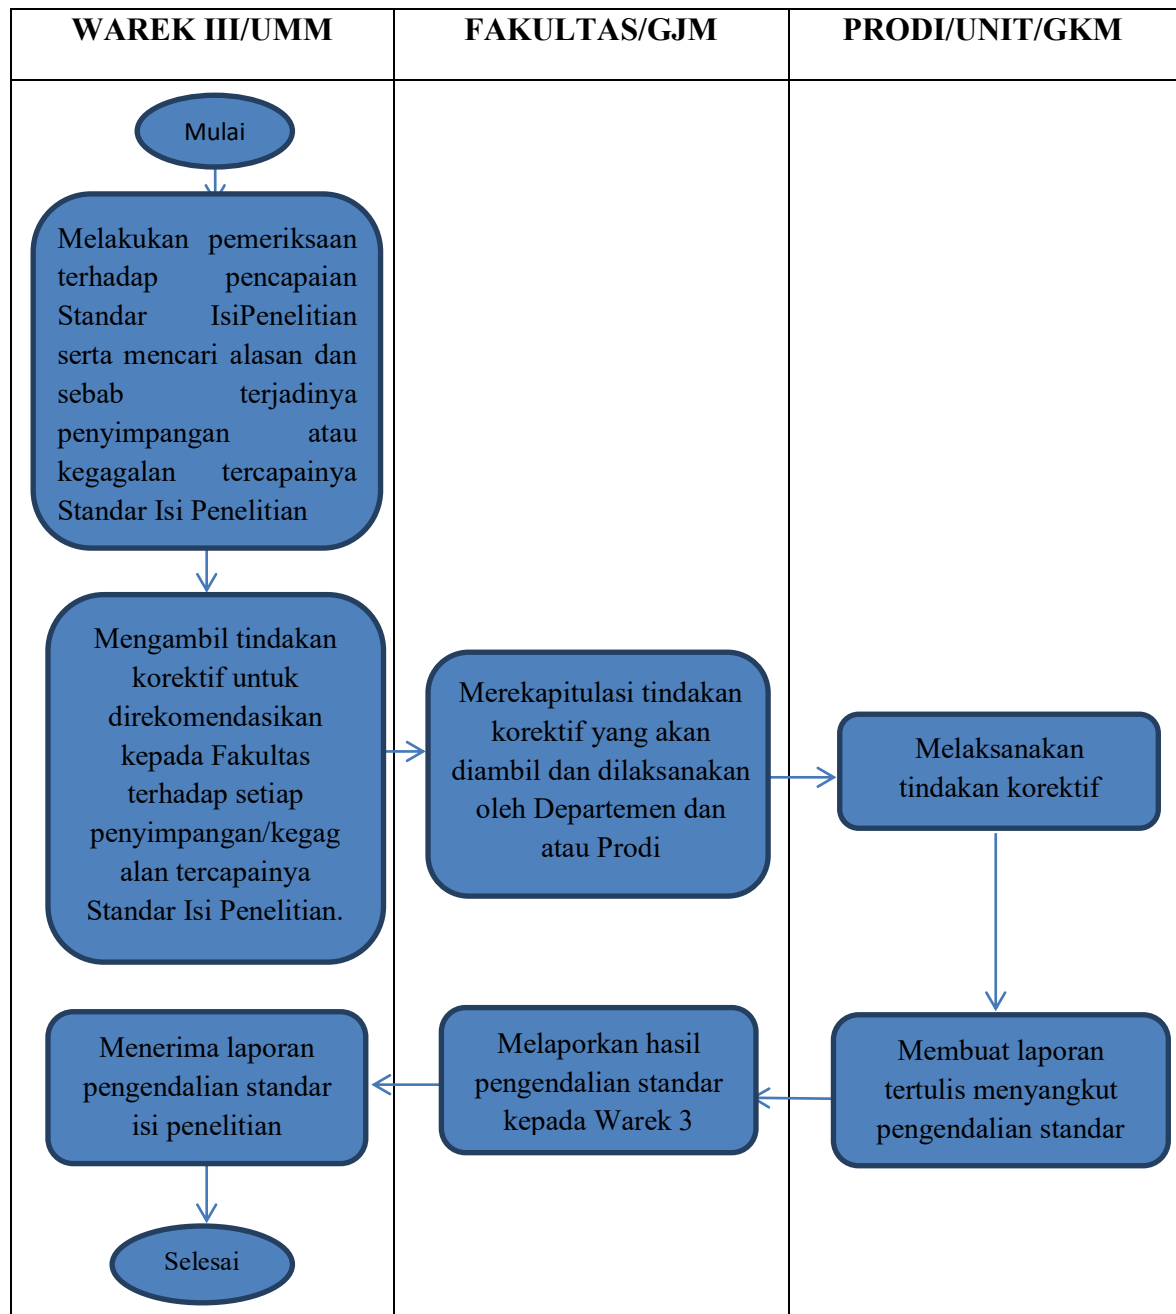 WAREK III/UMM
FAKULTAS/GJM
PRODI/UNIT/GKM
Mulai
Melakukan pemeriksaan
terhadap pencapaian
Standar IsiPenelitian
serta mencari alasan dan
sebab terjadinya
penyimpangan atau
kegagalan tercapainya
Standar Isi Penelitian
Mengambil tindakan
korektif untuk
direkomendasikan
kepada Fakultas
terhadap setiap
penyimpangan/kegag
alan tercapainya
Standar Isi Penelitian.
Merekapitulasi tindakan
korektif yang akan
diambil dan dilaksanakan
oleh Departemen dan
atau Prodi
Melaksanakan
tindakan korektif
Membuat laporan
tertulis menyangkut
pengendalian standar
Melaporkan hasil
pengendalian standar
kepada Warek 3
Menerima laporan
pengendalian standar
isi penelitian
Selesai